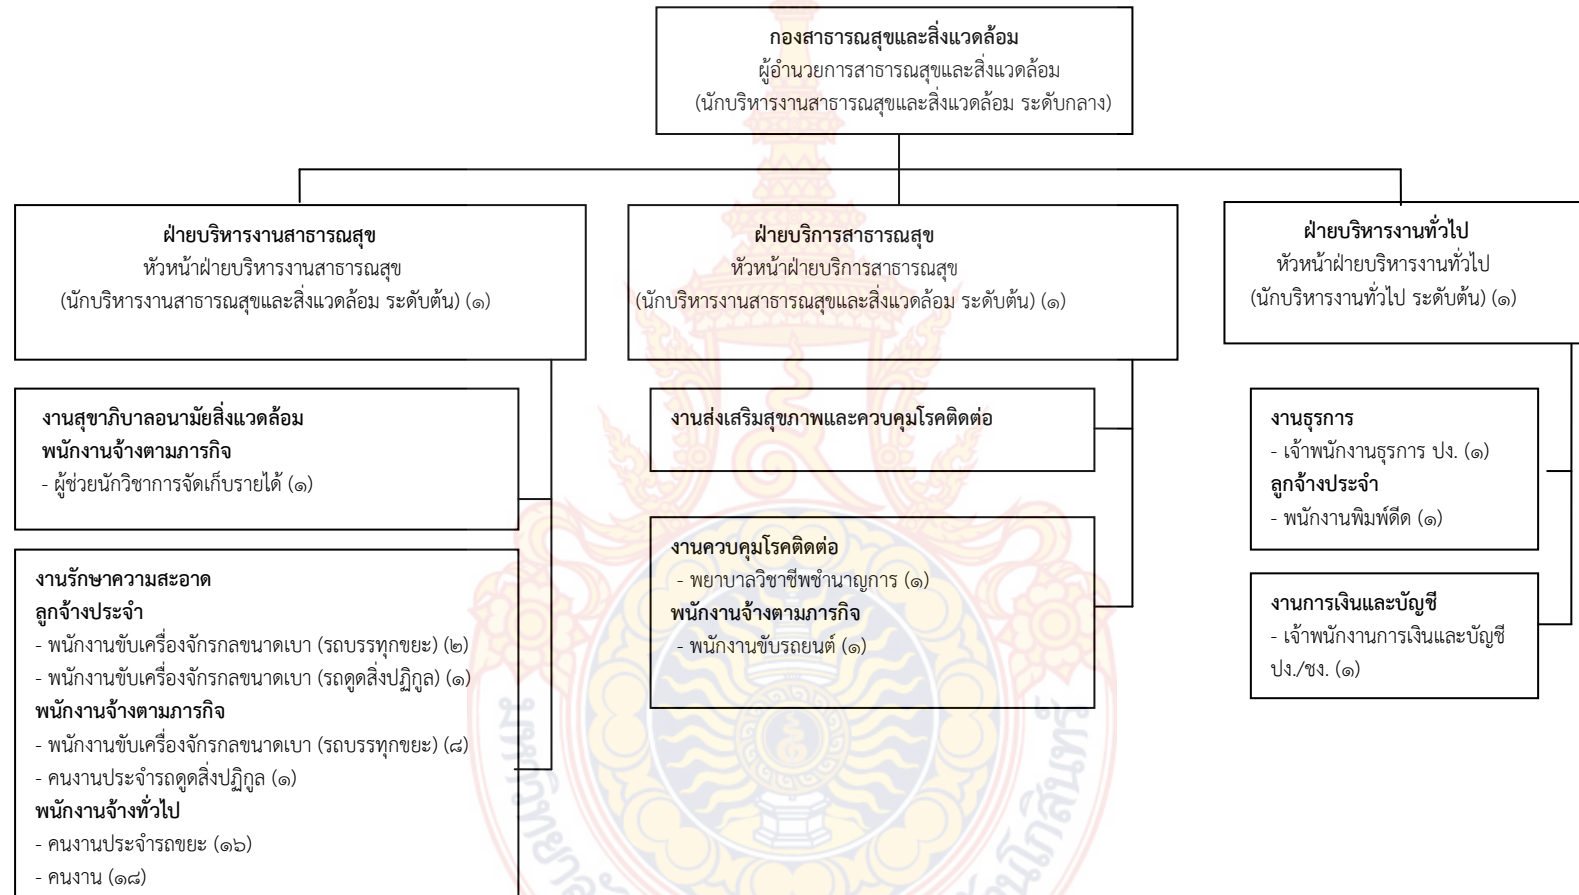 กองสาธารณสุขและสิ่งแวดล้อม
ผู้อำนวยการสาธารณสุขและสิ่งแวดล้อม
(นักบริหารงานสาธารณสุขและสิ่งแวดล้อม ระดับกลาง)
ฝ่ายบริหารงานสาธารณสุข
หัวหน้าฝ่ายบริหารงานสาธารณสุข
(นักบริหารงานสาธารณสุขและสิ่งแวดล้อม ระดับต้น) (๑)
งานสุขาภิบาลอนามัยสิ่งแวดล้อม
พนักงานจ้างตามภารกิจ
- ผู้ช่วยนักวิชาการจัดเก็บรายได้ (๑)
งานรักษาความสะอาด
ลูกจ้างประจำ
- พนักงานขับเครื่องจักรกลขนาดเบา (รถบรรทุกขยะ) (๒)
- พนักงานขับเครื่องจักรกลขนาดเบา (รถดูดสิ่งปฏิกูล) (๑)
พนักงานจ้างตามภารกิจ
- พนักงานขับเครื่องจักรกลขนาดเบา (รถบรรทุกขยะ) (๘)
- คนงานประจำรถดูดสิ่งปฏิกูล (๑)
พนักงานจ้างทั่วไป
- คนงานประจำรถขยะ (๑๖)
- คนงาน (๑๘)
ฝ่ายบริการสาธารณสุข
หัวหน้าฝ่ายบริการสาธารณสุข
(นักบริหารงานสาธารณสุขและสิ่งแวดล้อม ระดับต้น) (๑)
งานส่งเสริมสุขภาพและควบคุมโรคติดต่อ
งานควบคุมโรคติดต่อ
- พยาบาลวิชาชีพชำนาญการ (๑)
พนักงานจ้างตามภารกิจ
- พนักงานขับรถยนต์ (๑)
ฝ่ายบริหารงานทั่วไป
หัวหน้าฝ่ายบริหารงานทั่วไป
(นักบริหารงานทั่วไป ระดับต้น) (๑)
งานธุรการ
- เจ้าพนักงานธุรการ ปง. (๑)
ลูกจ้างประจำ
- พนักงานพิมพ์ดีด (๑)
งานการเงินและบัญชี
- เจ้าพนักงานการเงินและบัญชี
ปง./ชง. (๑)